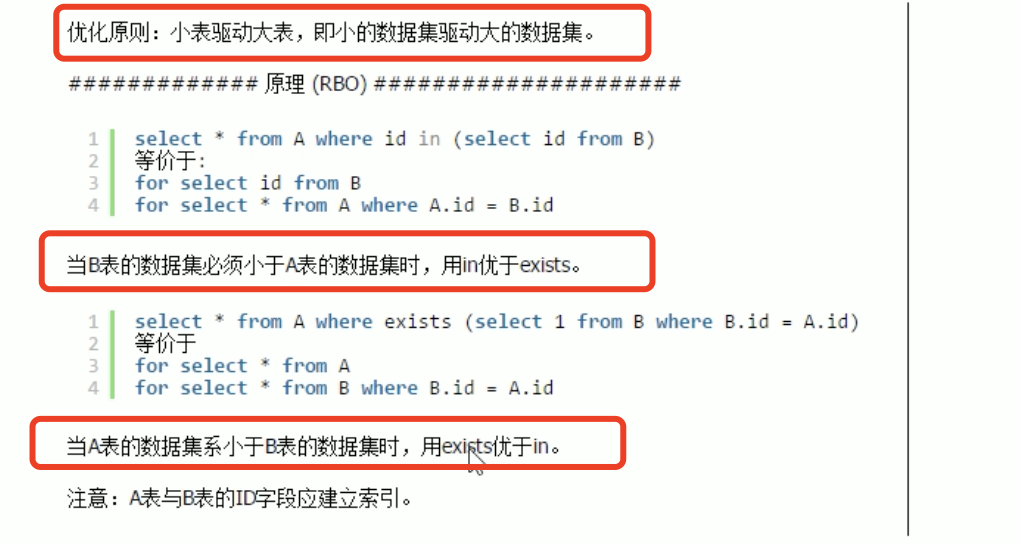 优化原则：小表驱动大表，即小的数据集驱动大的数据集。
############# 原理 (RBO) #####################
1 select * from A where id in (select id from B)
2 等价于:
3 for select id from B
4 for select * from A where A.id = B.id
当B表的数据集必须小于A表的数据集时，用in优于exists。
1 select * from A where exists (select 1 from B where B.id = A.id)
2 等价于
3 for select * from A
4 for select * from B where B.id = A.id
当A表的数据集系小于B表的数据集时，用exists优于in。
注意：A表与B表的ID字段应建立索引。